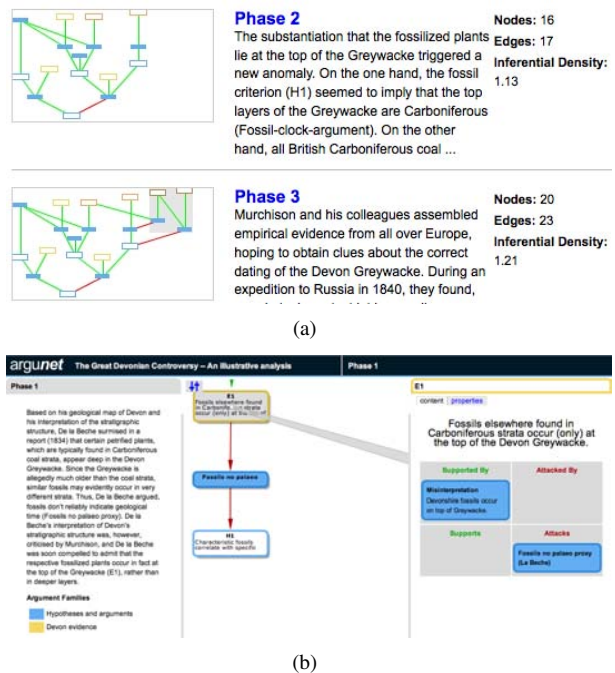 Phase 2
The substantiation that the fossilized plants
lie at the top of the Greywacke triggered a
new anomaly. On the one hand, the fossil
criterion (H1) seemed to imply that the top
layers of the Greywacke are Carboniferous
(Fossil-clock-argument). On the other
hand, all British Carboniferous coal ...
Nodes: 16
Edges: 17
Inferential Density:
1.13
Phase 3
Murchison and his colleagues assembled
empirical evidence from all over Europe,
hoping to obtain clues about the correct
dating of the Devon Greywacke. During an
expedition to Russia in 1840, they found,
Nodes: 20
Edges: 23
Inferential Density:
1.21
(a)
argunet The Great Devonian Controversy – An illustrative analysis
Phase 1
Phase 1
Based on his geological map of Devon and
his interpretation of the stratigraphic
structure, De la Beche surmised in a
report (1834) that certain petrified plants,
which are typically found in Carboniferous
coal strata, appear deep in the Devon
Greywacke. Since the Greywacke is
allegedly much older than the coal strata,
similar fossils may evidently occur in very
different strata. Thus, De la Beche argued,
fossils don't reliably indicate geological
time (Fossils no palaeo proxy). De la
Beche's interpretation of Devon's
stratigraphic structure was, however,
criticised by Murchison, and De la Beche
was soon compelled to admit that the
respective fossilized plants occur in fact at
the top of the Greywacke (E1), rather than
in deeper layers.
Argument Families
Hypotheses and arguments
Devon evidence
E1
Fossils elsewhere found
in Carbonife
occur (only) at the
Fossils no palaeo
H1
Characteristic fossils
correlate with specific
E1
content properties
Fossils elsewhere found in
Carboniferous strata occur (only) at
the top of the Devon Greywacke.
Supported By
Attacked By
Misinterpretation
Devonshire fossils occur
on top of Greywacke.
Supports
Attacks
Fossils no palaeo proxy
(La Beche)
(b)